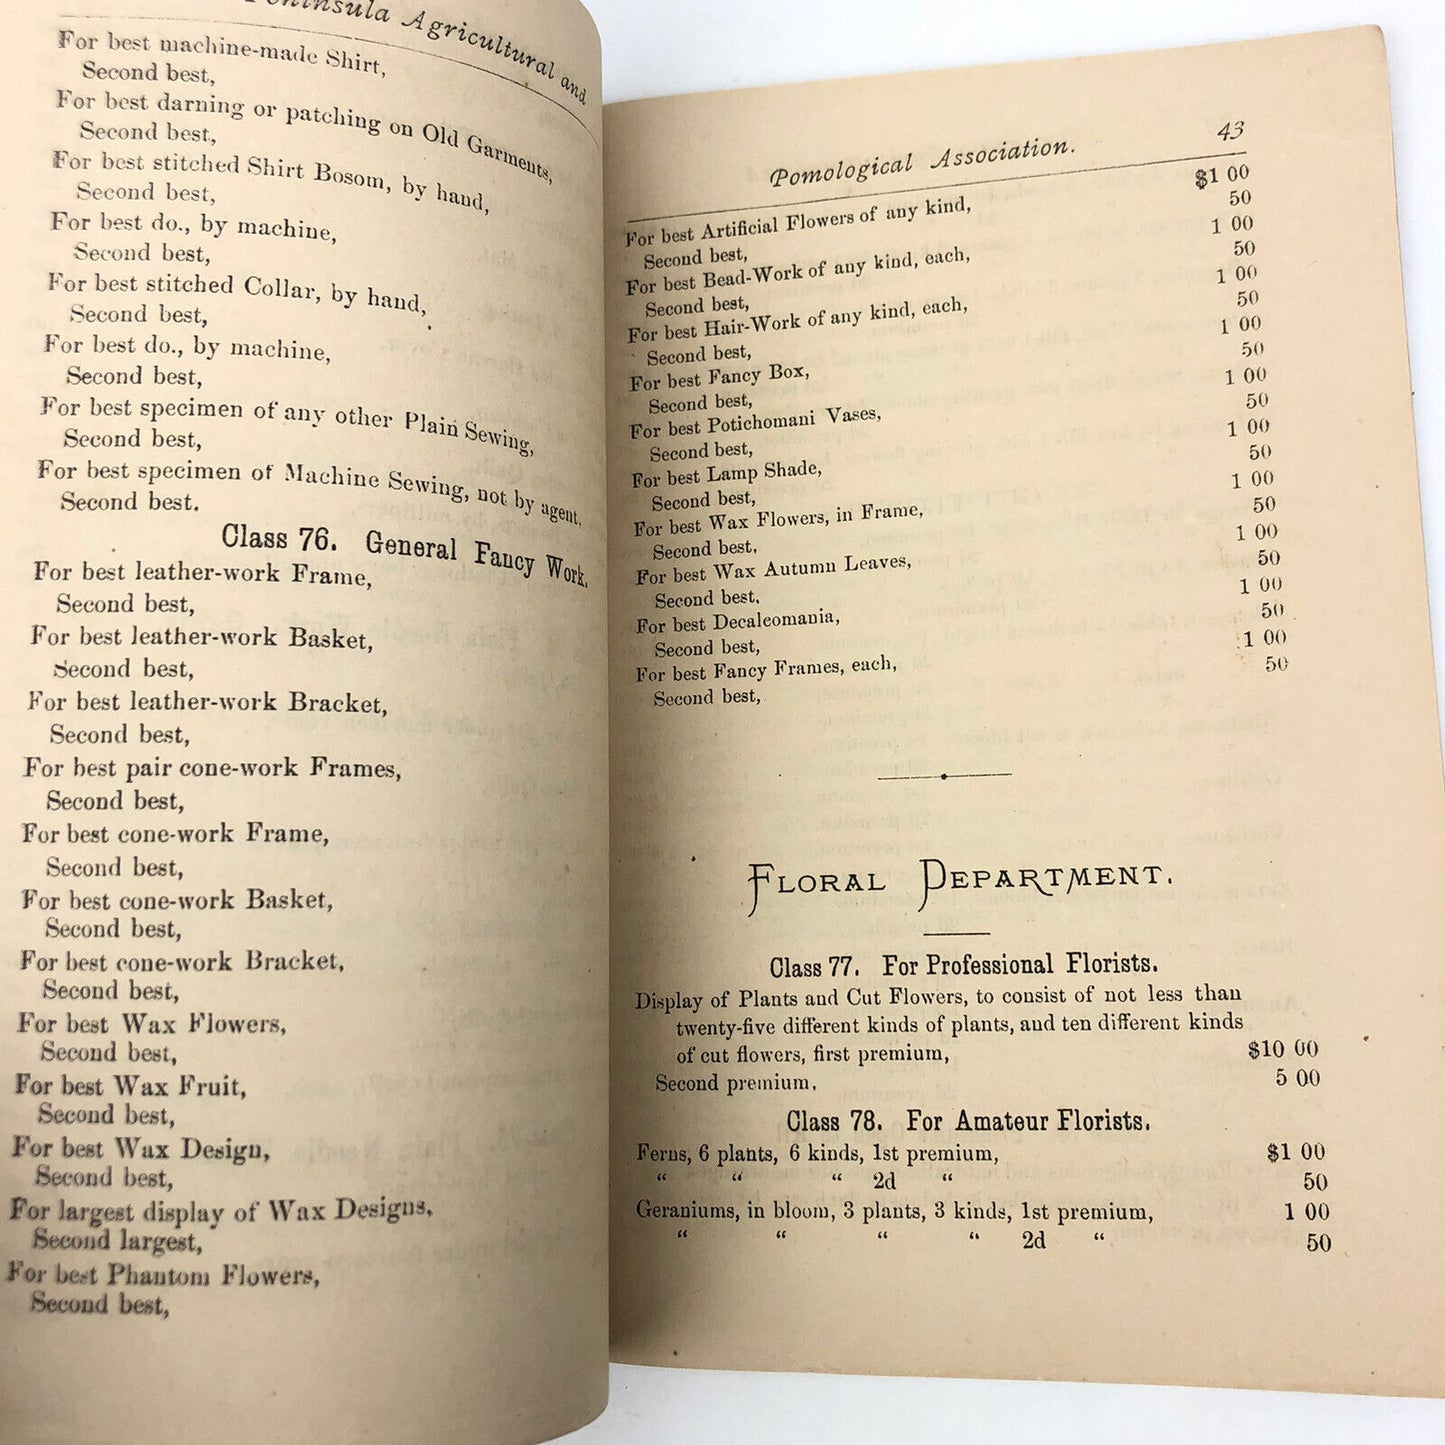 Peninsula Agricultural and
For best machine-made Shirt,
Second best,
For best darning or patching on Old Garments,
Second best,
For best stitched Shirt Bosom, by hand,
Second best,
For best do., by machine,
Second best,
For best stitched Collar, by hand,
Second best,
For best do., by machine,
Second best,
For best specimen of any other Plain Sewing,
Second best,
For best specimen of Machine Sewing, not by agent.
Second best.
Class 76. General Fancy Work.
For best leather-work Frame,
Second best,
For best leather-work Basket,
Second best,
For best leather-work Bracket,
Second best,
For best pair cone-work Frames,
Second best,
For best cone-work Frame,
Second best,
For best cone-work Basket,
Second best,
For best cone-work Bracket,
Second best,
For best Wax Flowers,
Second best,
For best Wax Fruit,
Second best,
For best Wax Design,
Second best,
For largest display of Wax Designs.
Second largest,
For best Phantom Flowers,
Second best,
Pomological Association. 43
For best Artificial Flowers of any kind, $1 00
Second best, 50
For best Bead-Work of any kind, each, 1 00
Second best, 50
For best Hair-Work of any kind, each, 1 00
Second best, 50
For best Fancy Box, 1 00
Second best, 50
For best Potichomani Vases, 1 00
Second best, 50
For best Lamp Shade, 1 00
Second best, 50
For best Wax Flowers, in Frame, 1 00
Second best, 50
For best Wax Autumn Leaves, 1 00
Second best, 50
For best Decalcomania, 1 00
Second best, 50
For best Fancy Frames, each, 1 00
Second best, 50
Floral Department.
Class 77. For Professional Florists.
Display of Plants and Cut Flowers, to consist of not less than
twenty-five different kinds of plants, and ten different kinds
of cut flowers, first premium, $10 00
Second premium, 5 00
Class 78. For Amateur Florists.
Ferns, 6 plants, 6 kinds, 1st premium, $1 00
“ “ “ 2d “ 50
Geraniums, in bloom, 3 plants, 3 kinds, 1st premium, 1 00
“ “ “ “ 2d “ 50